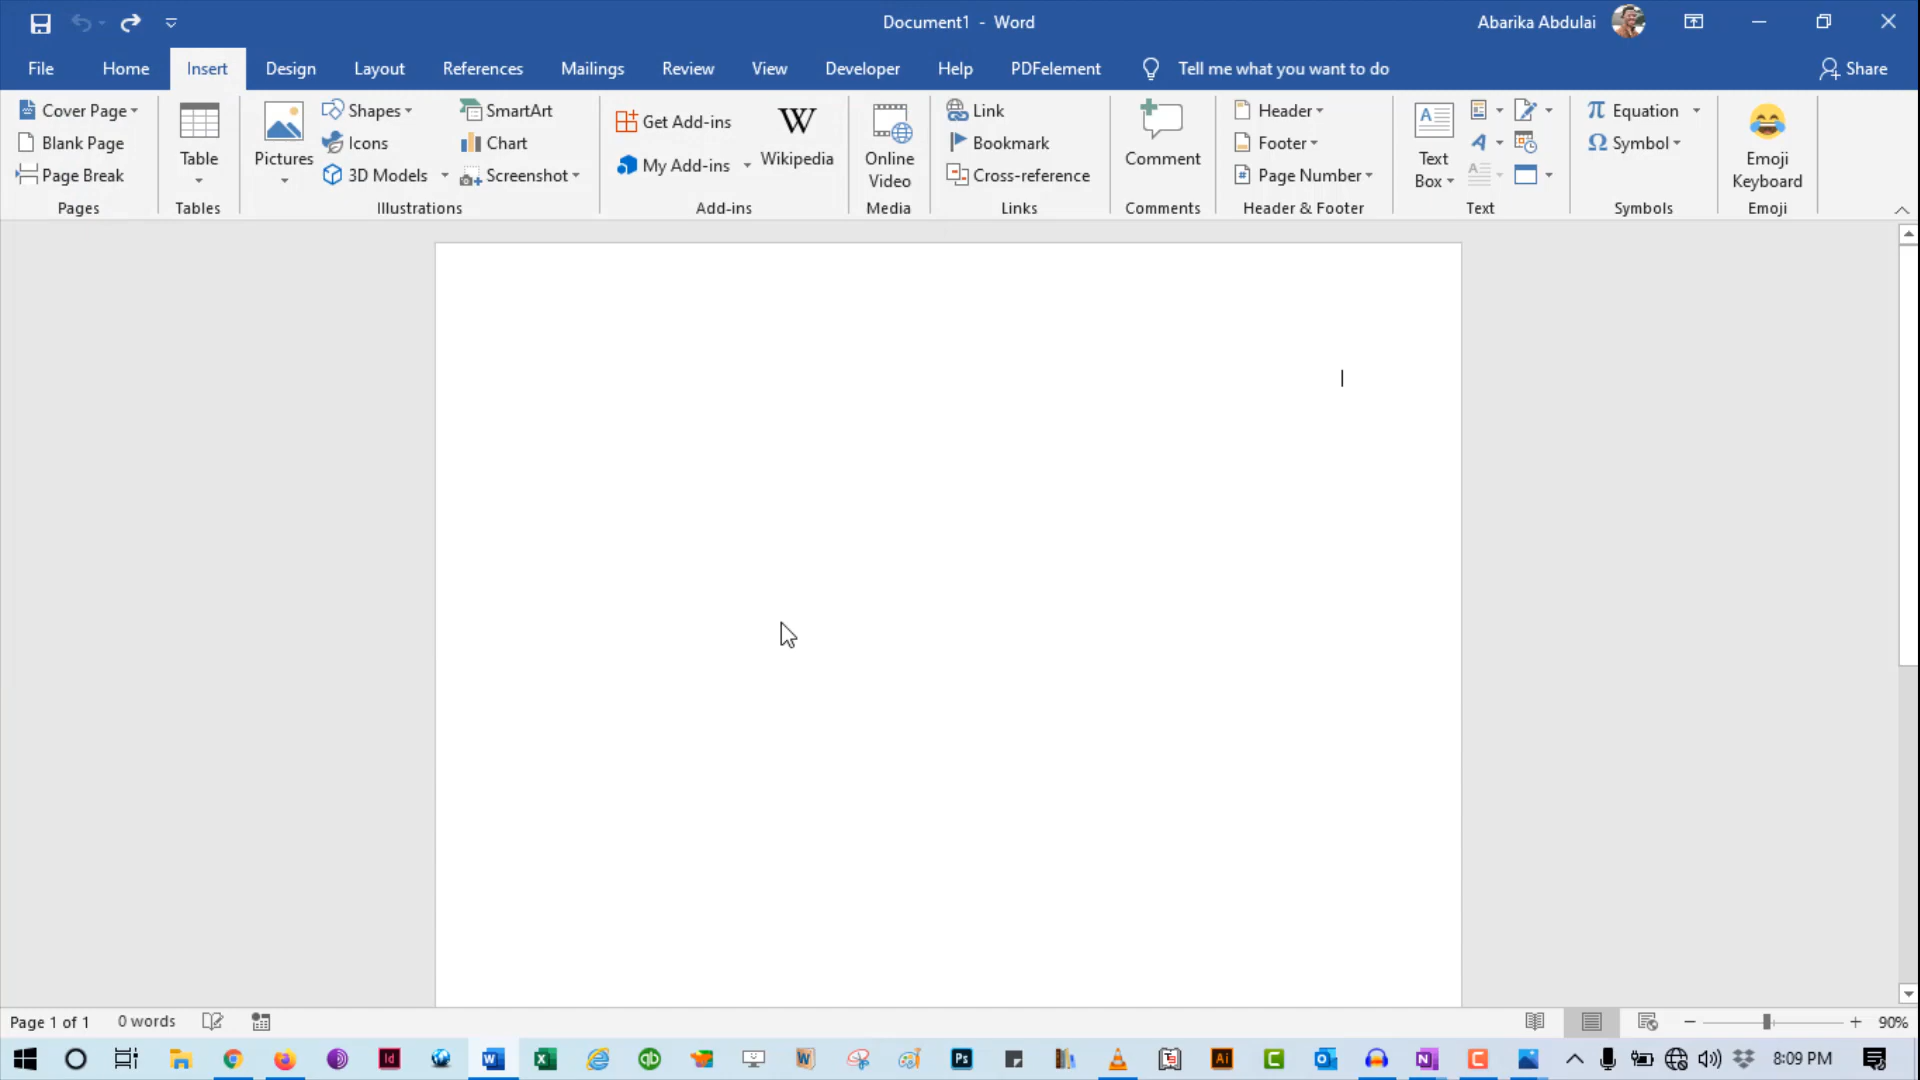 Document1 - Word
Abarika Abdulai
File Home Insert Design Layout References Mailings Review View Developer Help PDFelement Tell me what you want to do Share
Cover Page
Blank Page
Page Break
Pages
Table
Tables
Pictures
Shapes
Icons
3D Models
SmartArt
Chart
Screenshot
Illustrations
Get Add-ins
My Add-ins
W
Wikipedia
Add-ins
Online
Video
Media
Link
Bookmark
Cross-reference
Links
Comment
Comments
Header
Footer
Page Number
Header & Footer
Text
Box
Text
π Equation
Ω Symbol
Symbols
Emoji
Keyboard
Emoji
Page 1 of 1 0 words
90%
8:09 PM